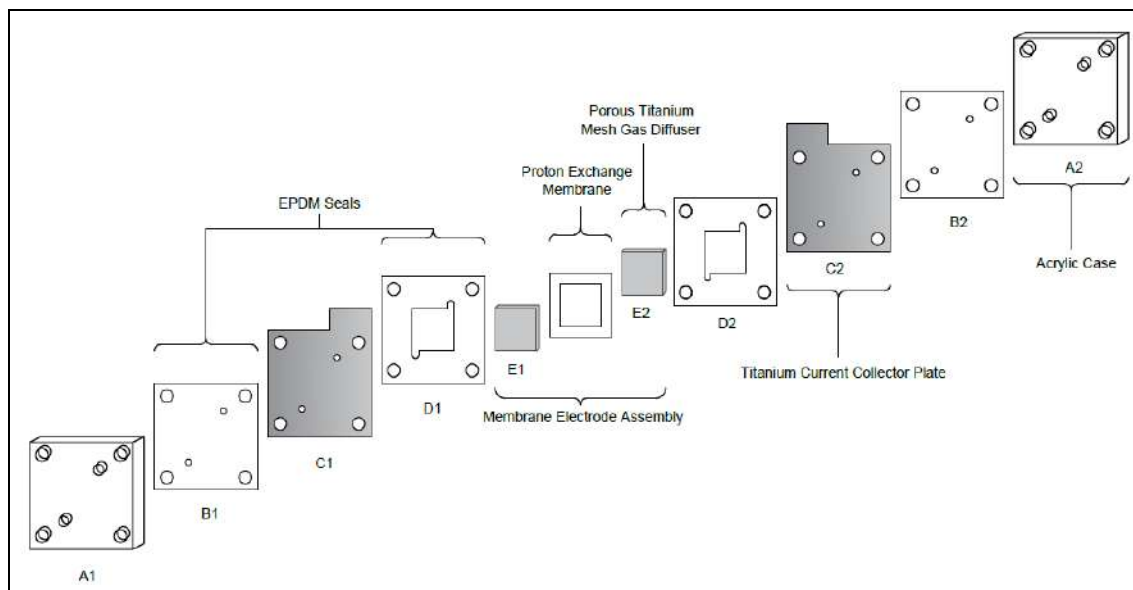 A2
Porous Titanium
Mesh Gas Diffuser
Proton Exchange
Membrane
EPDM Seals
B2
Acrylic Case
C2
D2
E2
E1
Titanium Current Collector Plate
D1
Membrane Electrode Assembly
C1
B1
A1